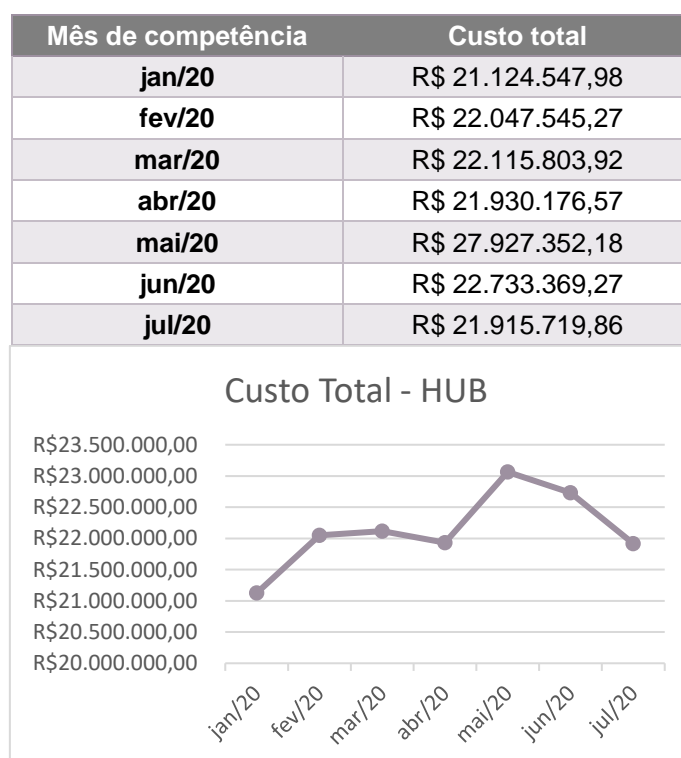 Mês de competência Custo total
jan/20 R$ 21.124.547,98
fev/20 R$ 22.047.545,27
mar/20 R$ 22.115.803,92
abr/20 R$ 21.930.176,57
mai/20 R$ 27.927.352,18
jun/20 R$ 22.733.369,27
jul/20 R$ 21.915.719,86
Custo Total - HUB
R$23.500.000,00
R$23.000.000,00
R$22.500.000,00
R$22.000.000,00
R$21.500.000,00
R$21.000.000,00
R$20.500.000,00
R$20.000.000,00
jan/20 fev/20 mar/20 abr/20 mai/20 jun/20 jul/20